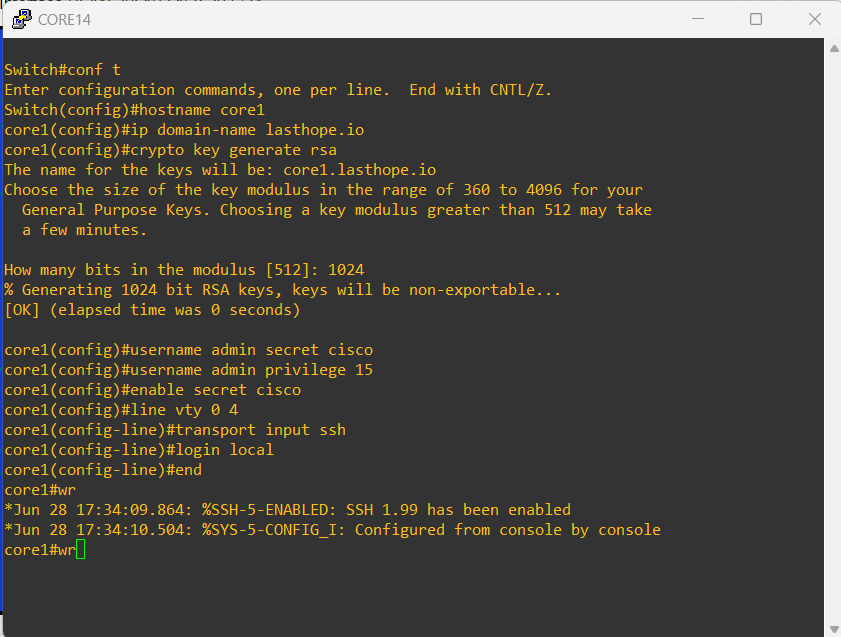 CORE14
Switch#conf t
Enter configuration commands, one per line.  End with CNTL/Z.
Switch(config)#hostname core1
core1(config)#ip domain-name lasthope.io
core1(config)#crypto key generate rsa
The name for the keys will be: core1.lasthope.io
Choose the size of the key modulus in the range of 360 to 4096 for your
  General Purpose Keys. Choosing a key modulus greater than 512 may take
  a few minutes.
How many bits in the modulus [512]: 1024
% Generating 1024 bit RSA keys, keys will be non-exportable...
[OK] (elapsed time was 0 seconds)
core1(config)#username admin secret cisco
core1(config)#username admin privilege 15
core1(config)#enable secret cisco
core1(config)#line vty 0 4
core1(config-line)#transport input ssh
core1(config-line)#login local
core1(config-line)#end
core1#wr
*Jun 28 17:34:09.864: %SSH-5-ENABLED: SSH 1.99 has been enabled
*Jun 28 17:34:10.504: %SYS-5-CONFIG_I: Configured from console by console
core1#wr